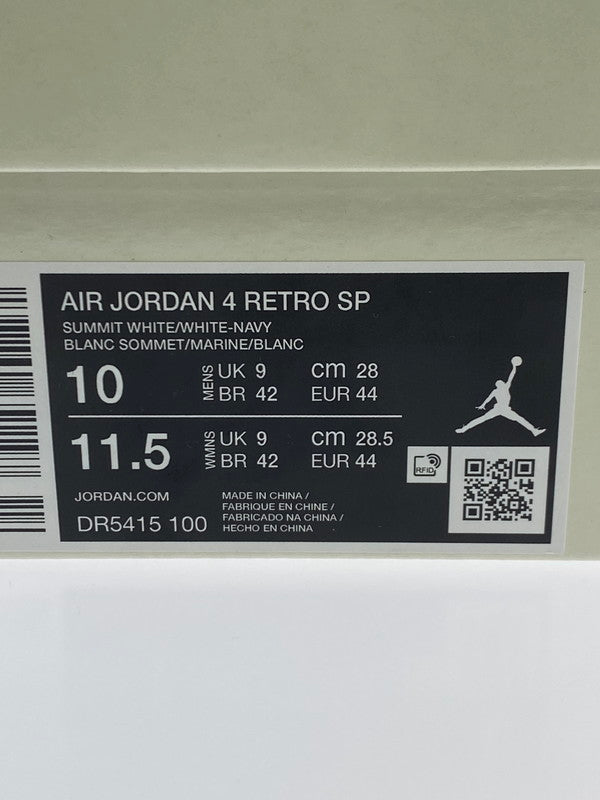 AIR JORDAN 4 RETRO SP
SUMMIT WHITE/WHITE-NAVY
BLANC SOMMET/MARINE/BLANC
10 MENS UK 9 cm 28
BR 42 EUR 44
11.5 WMNS UK 9 cm 28.5
BR 42 EUR 44
RFID
JORDAN.COM
DR5415 100
MADE IN CHINA /
FABRIQUE EN CHINE /
FABRICADO NA CHINA /
HECHO EN CHINA